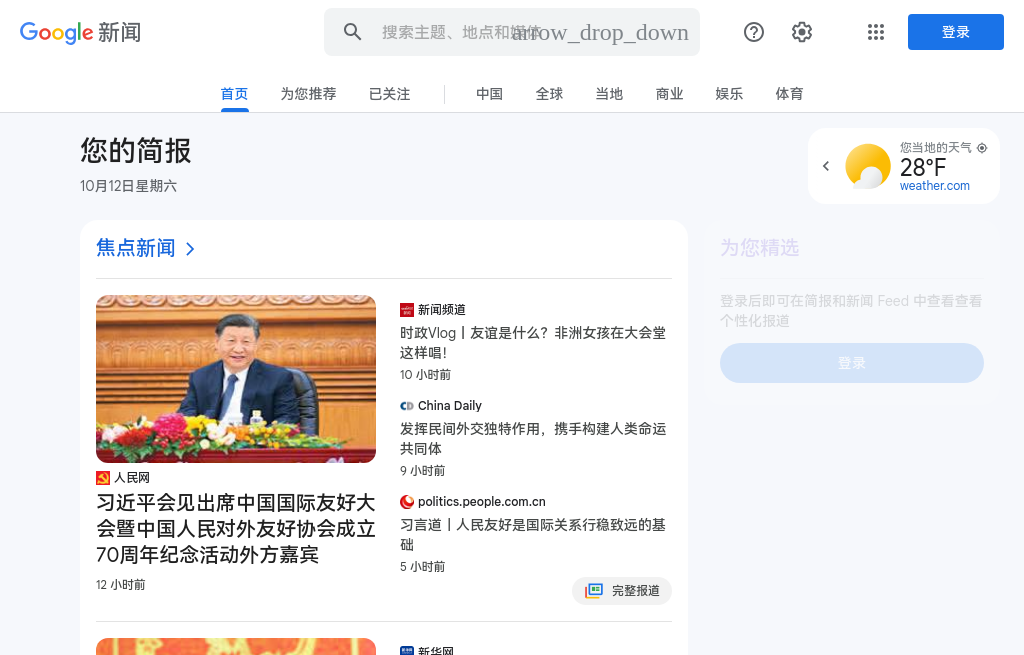 Google 新闻
搜索主题、地点和媒体
arrow_drop_down
登录
首页
为您推荐
已关注
中国
全球
当地
商业
娱乐
体育
您的简报
10月12日星期六
您当地的天气
28°F
weather.com
焦点新闻
人民网
习近平会见出席中国国际友好大
会暨中国人民对外友好协会成立
70周年纪念活动外方嘉宾
12 小时前
新闻频道
时政Vlog丨友谊是什么？非洲女孩在大会堂
这样唱！
10 小时前
China Daily
发挥民间外交独特作用，携手构建人类命运
共同体
9 小时前
politics.people.com.cn
习言道丨人民友好是国际关系行稳致远的基
础
5 小时前
完整报道
新华网
为您精选
登录后即可在简报和新闻 Feed 中查看查看
个性化报道
登录